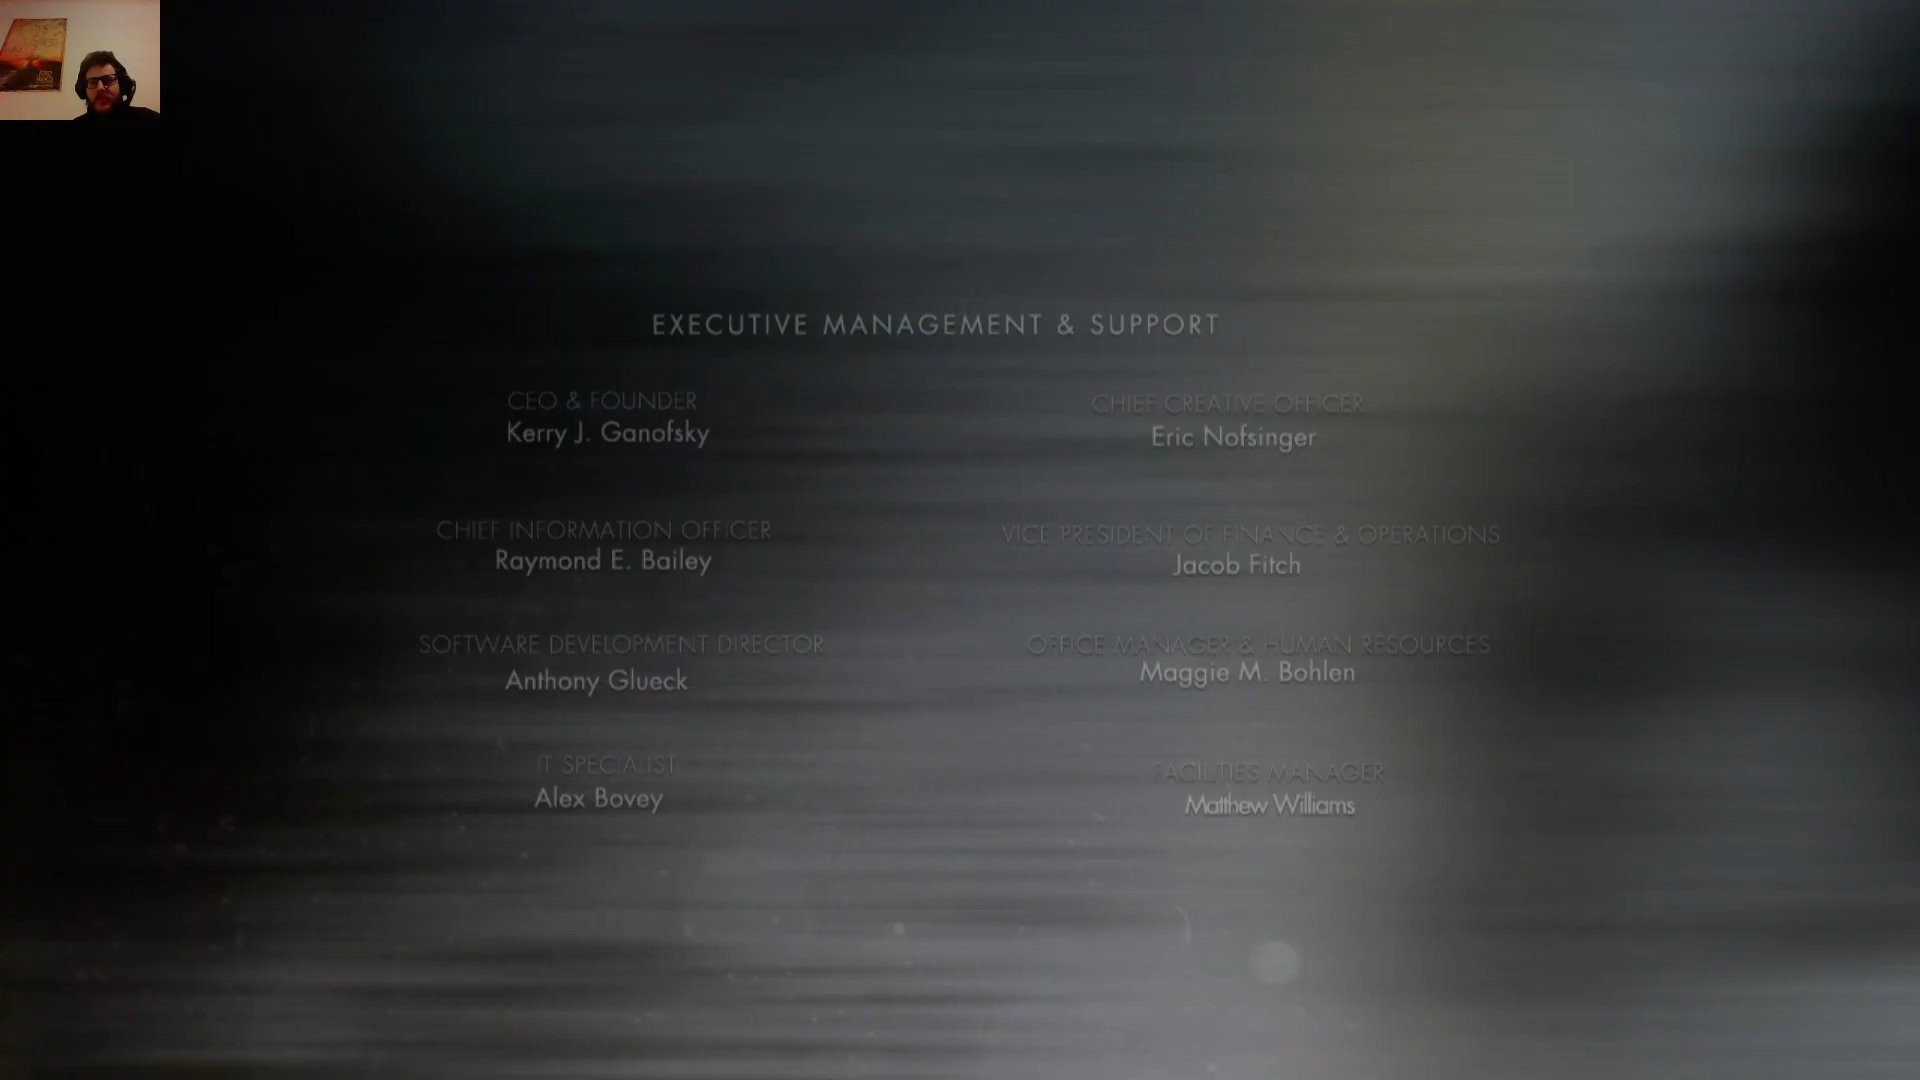 EXECUTIVE MANAGEMENT & SUPPORT
CEO & FOUNDER
Kerry J. Ganofsky
CHIEF CREATIVE OFFICER
Eric Nofsinger
CHIEF INFORMATION OFFICER
Raymond E. Bailey
VICE PRESIDENT OF FINANCE & OPERATIONS
Jacob Fitch
SOFTWARE DEVELOPMENT DIRECTOR
Anthony Glueck
OFFICE MANAGER & HUMAN RESOURCES
Maggie M. Bohlen
IT SPECIALIST
Alex Bovey
FACILITIES MANAGER
Matthew Williams